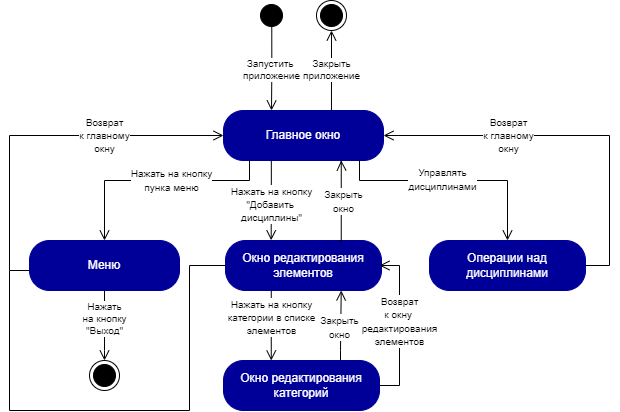 Запустить
приложение
Закрыть
приложение
Возврат
к главному
окну
Главное окно
Возврат
к главному
окну
Нажать на кнопку
пунка меню
Нажать на кнопку
"Добавить
дисциплины"
Закрыть
окно
Управлять
дисциплинами
Меню
Окно редактирования
элементов
Операции над
дисциплинами
Нажать
на кнопку
"Выход"
Нажать на кнопку
категории в списке
элементов
Закрыть
окно
Возврат
к окну
редактирования
элементов
Окно редактирования
категорий